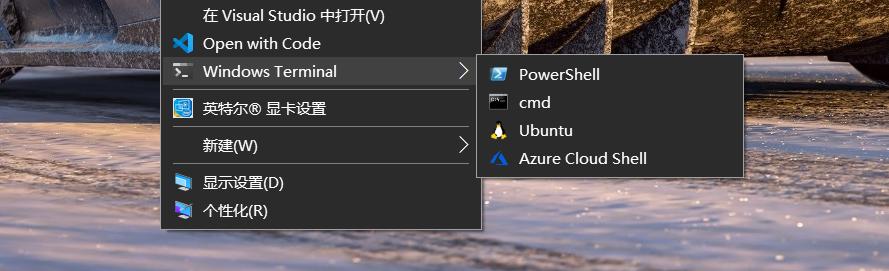 在 Visual Studio 中打开(V)
Open with Code
Windows Terminal
PowerShell
cmd
Ubuntu
Azure Cloud Shell
英特尔® 显卡设置
新建(W)
显示设置(D)
个性化(R)